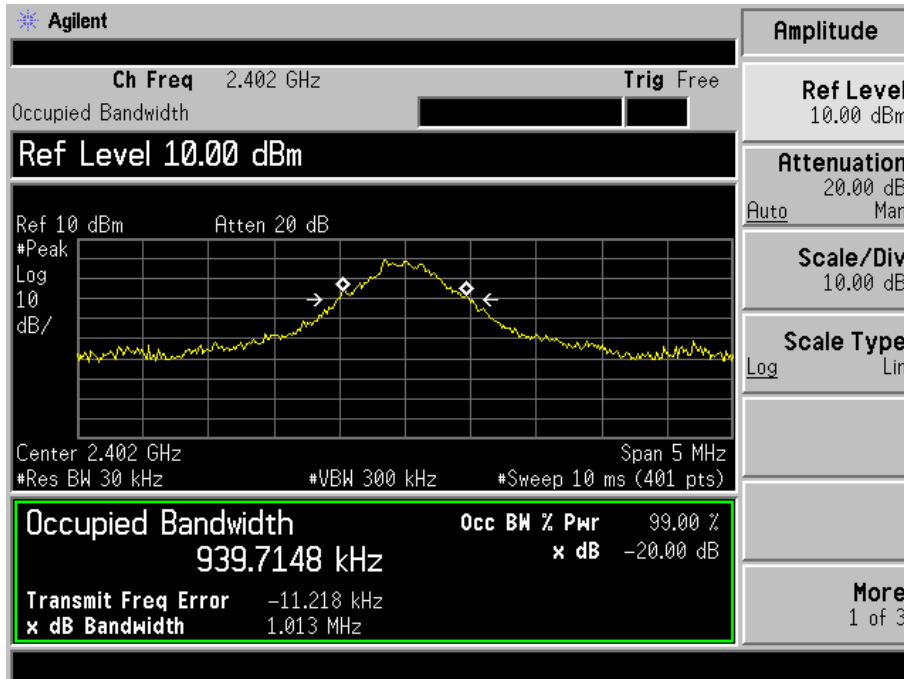 Agilent
Ch Freq 2.402 GHz Trig Free
Occupied Bandwidth
Ref Level 10.00 dBm
Ref 10 dBm Atten 20 dB
#Peak
Log
10
dB/
Center 2.402 GHz Span 5 MHz
#Res BW 30 kHz #VBW 300 kHz #Sweep 10 ms (401 pts)
Occupied Bandwidth
939.7148 kHz
Occ BW % Pwr 99.00 %
x dB -20.00 dB
Transmit Freq Error -11.218 kHz
x dB Bandwidth 1.013 MHz
Amplitude
Ref Level
10.00 dBm
Attenuation
20.00 dB
Auto Man
Scale/Div
10.00 dB
Scale Type
Log Lin
More
1 of 3